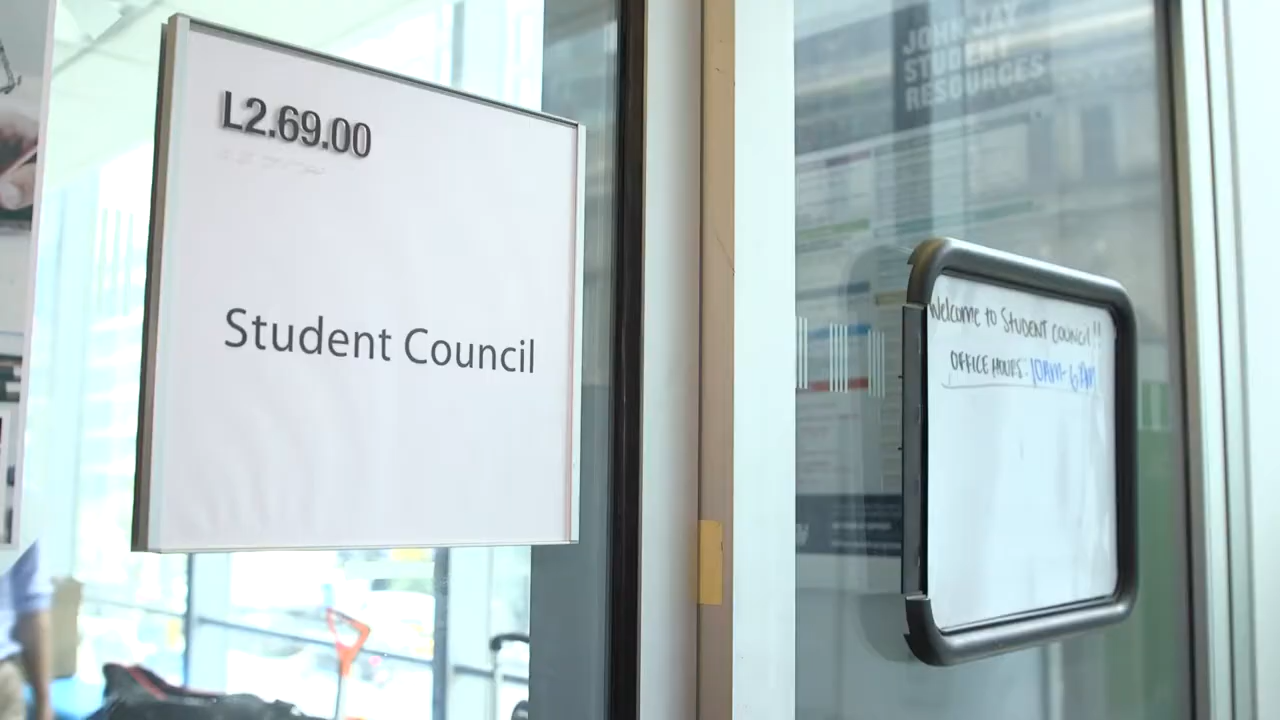 L2.69.00
Student Council
JOHN JAY
STUDENT
RESOURCES
Welcome to STUDENT COUNCIL!!
OFFICE HOURS: 10AM-6PM